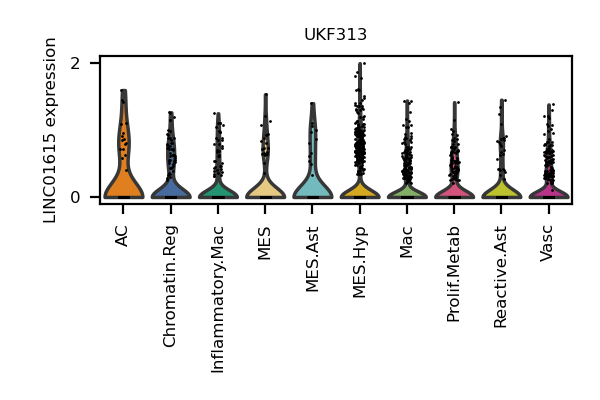 UKF313
LINC01615 expression
2
0
AC
Chromatin.Reg
Inflammatory.Mac
MES
MES.Ast
MES.Hyp
Mac
Prolif.Metab
Reactive.Ast
Vasc